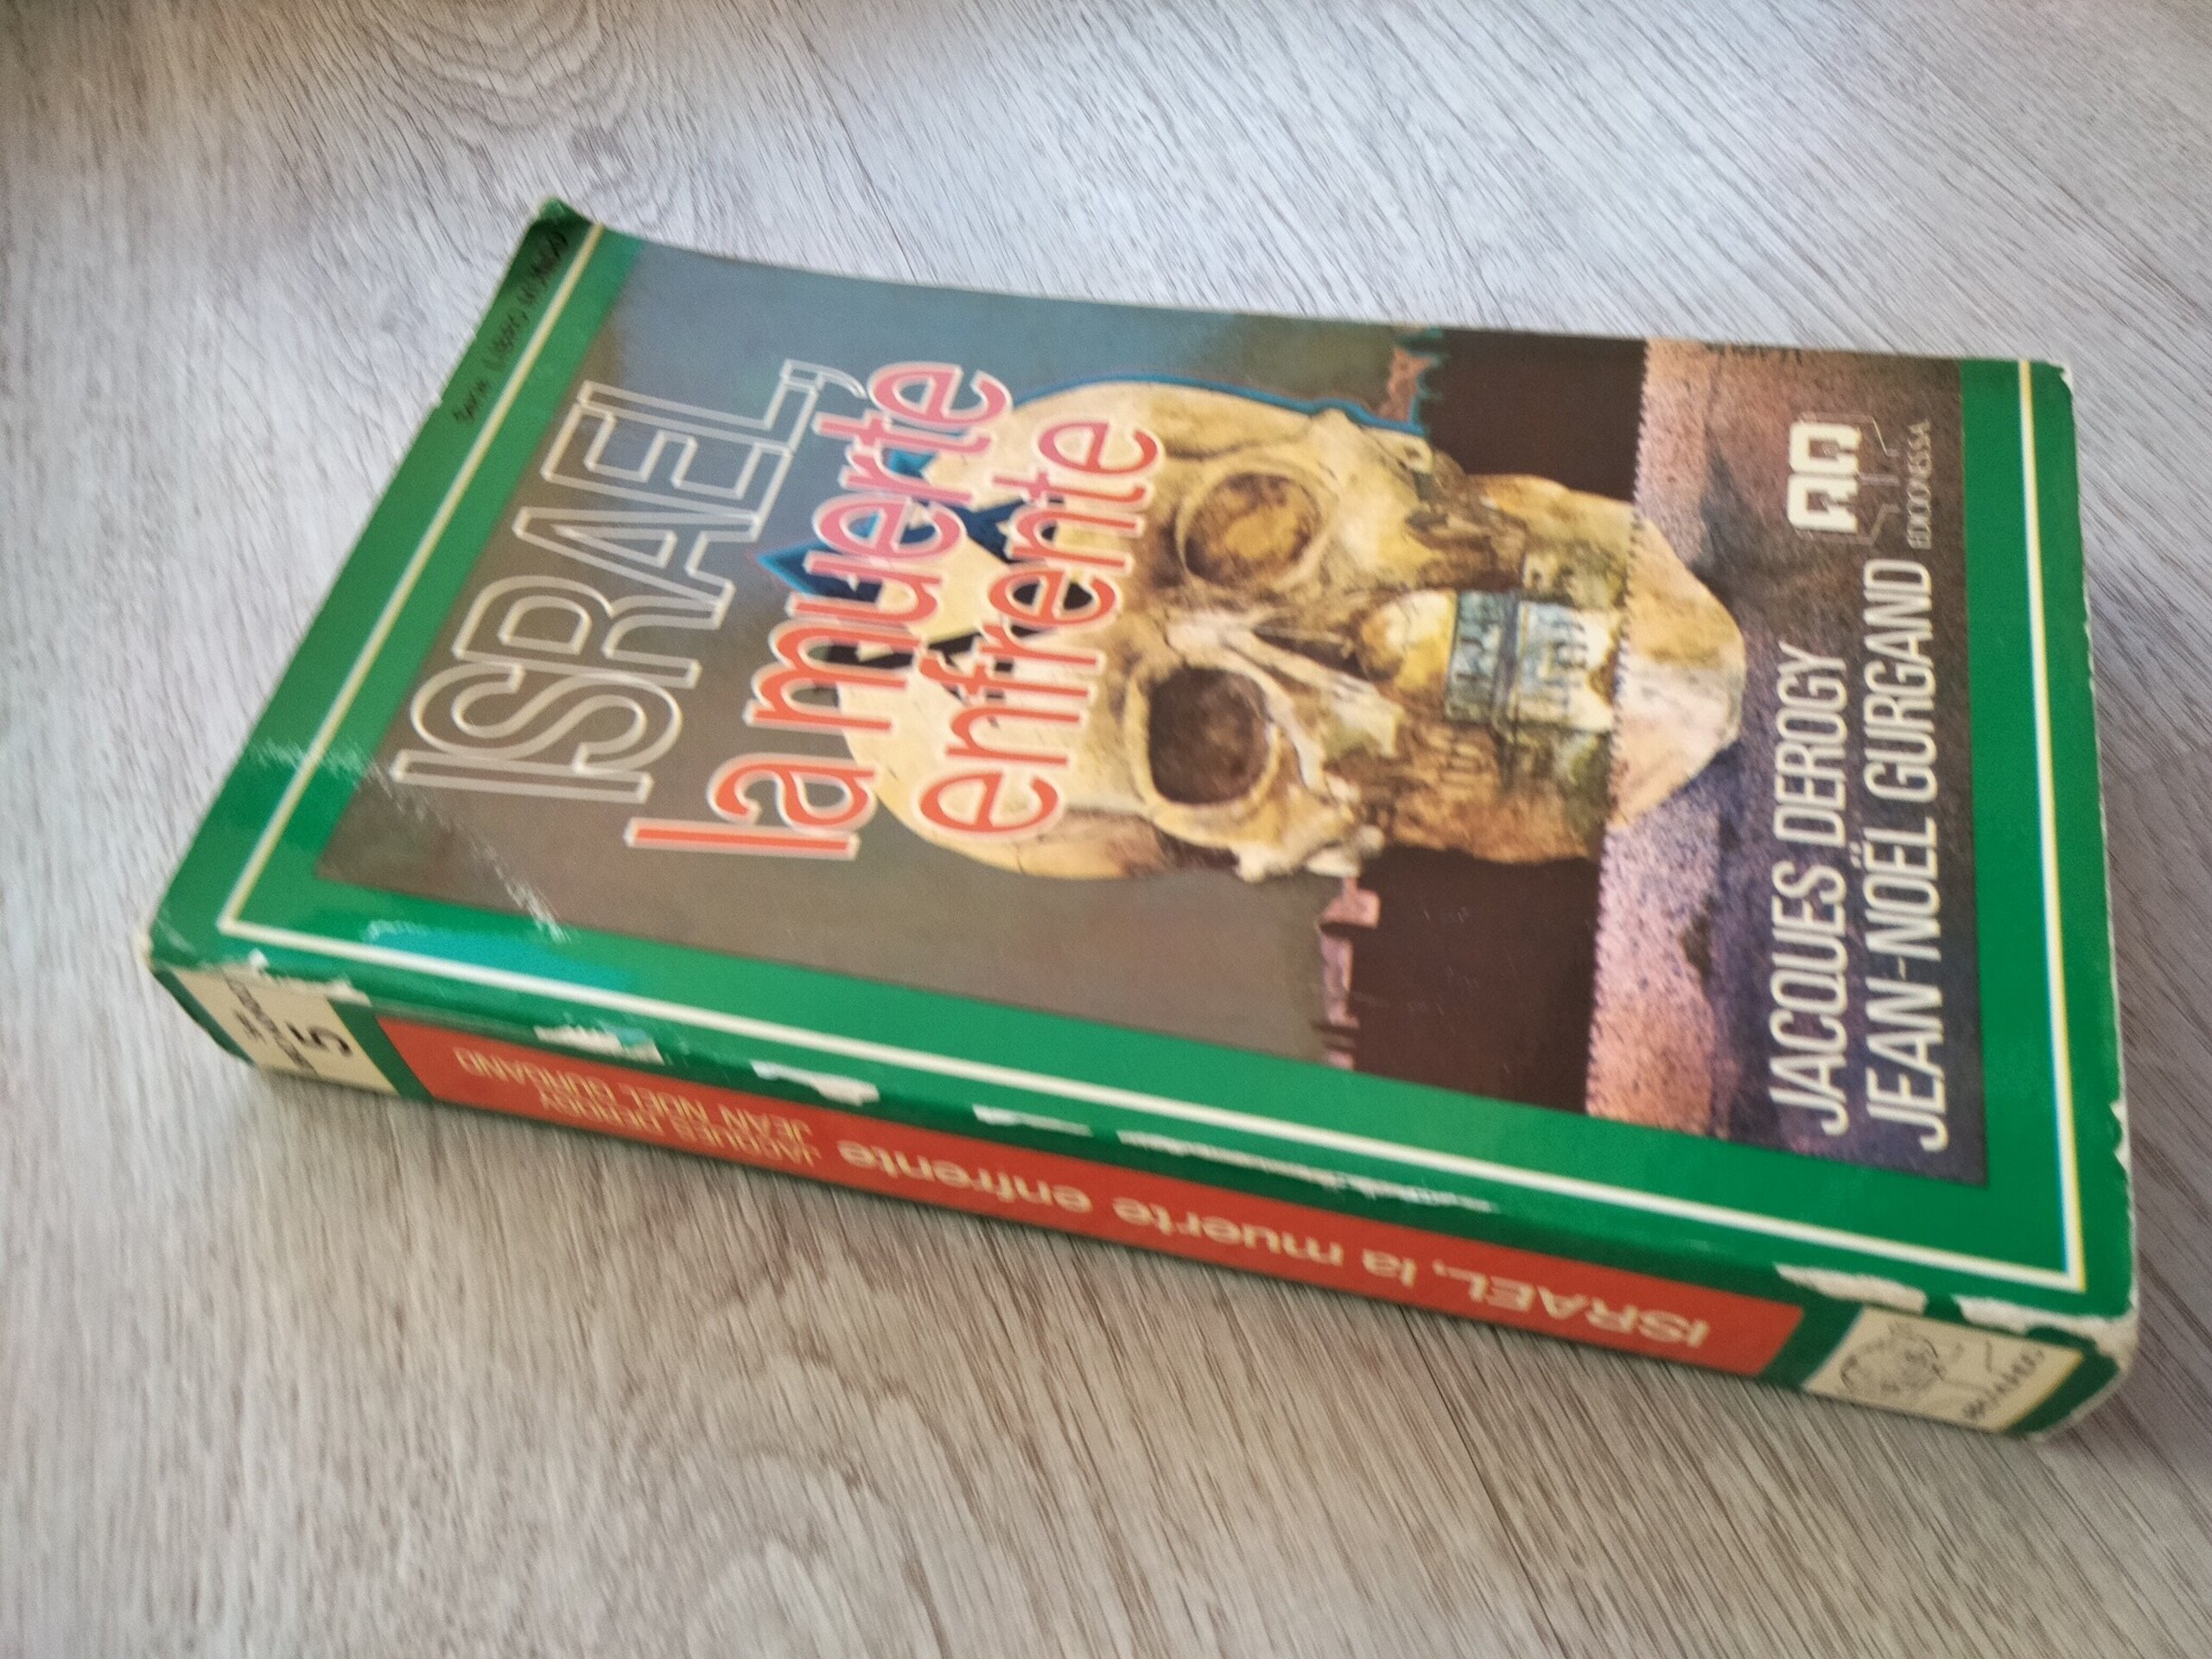 ISRAEL,
la muerte
enfrente
JACQUES DEROGY
JEAN-NOËL GURGAND
EDICIONES S.A.
5
ISRAEL, la muerte enfrente
JACQUES DEROGY
JEAN NOEL GURGAND